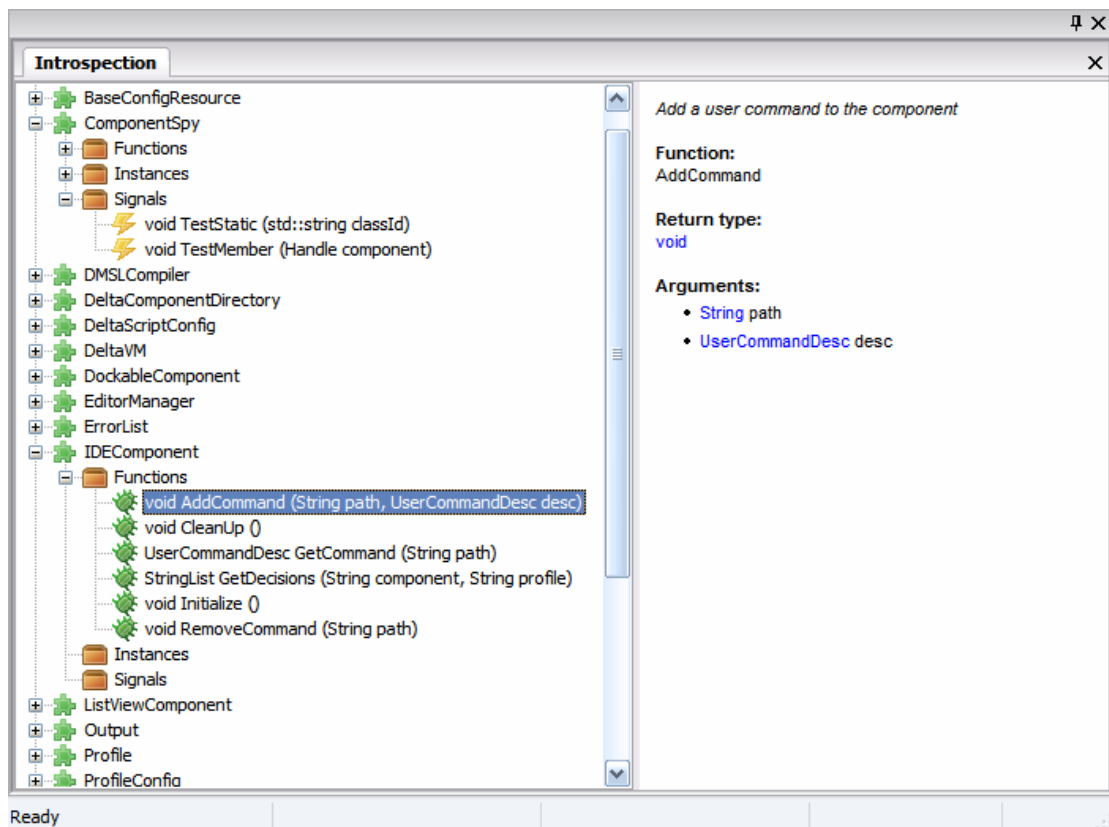 Introspection
BaseConfigResource
ComponentSpy
Functions
Instances
Signals
void TestStatic (std::string classId)
void TestMember (Handle component)
DMSLCompiler
DeltaComponentDirectory
DeltaScriptConfig
DeltaVM
DockableComponent
EditorManager
ErrorList
IDEComponent
Functions
void AddCommand (String path, UserCommandDesc desc)
void CleanUp ()
UserCommandDesc GetCommand (String path)
StringList GetDecisions (String component, String profile)
void Initialize ()
void RemoveCommand (String path)
Instances
Signals
ListViewComponent
Output
Profile
ProfileConfig
Add a user command to the component
Function:
AddCommand
Return type:
void
Arguments:
• String path
• UserCommandDesc desc
Ready